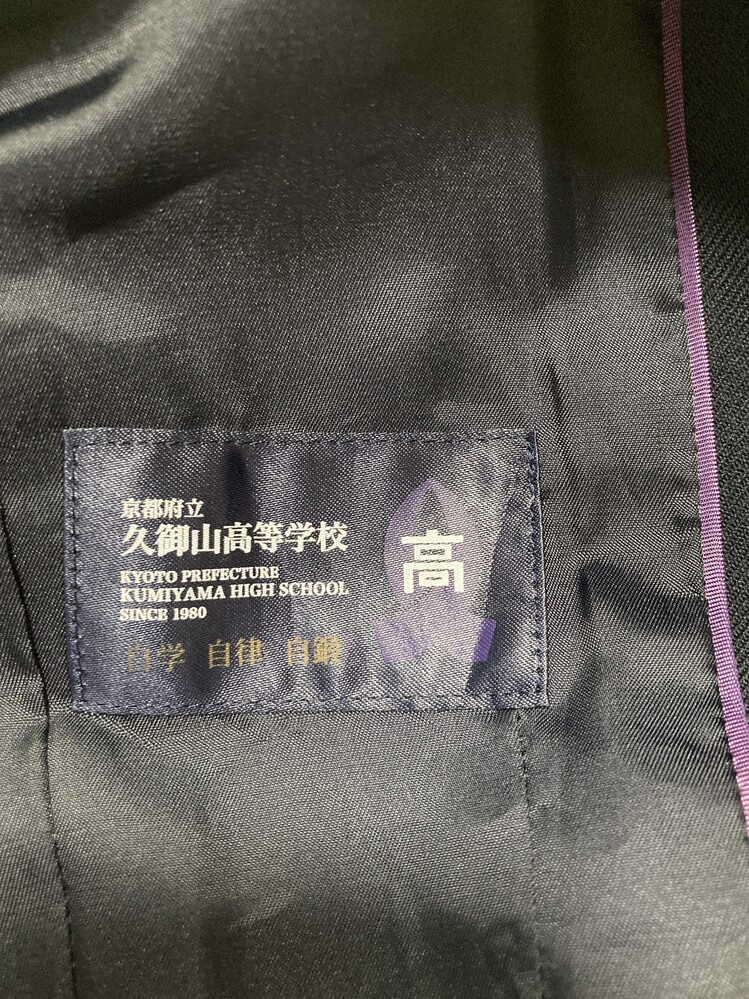 京都府立
久御山高等学校
KYOTO PREFECTURE
KUMIYAMA HIGH SCHOOL
SINCE 1980
自学 自律 自鍛
高